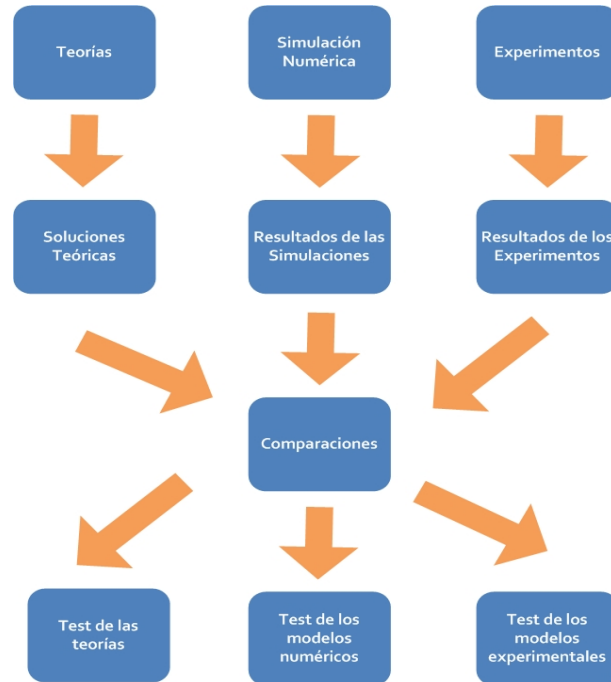 Teorías
Simulación
Numérica
Experimentos
Soluciones
Teóricas
Resultados de las
Simulaciones
Resultados de los
Experimentos
Comparaciones
Test de las
teorías
Test de los
modelos
numéricos
Test de los
modelos
experimentales